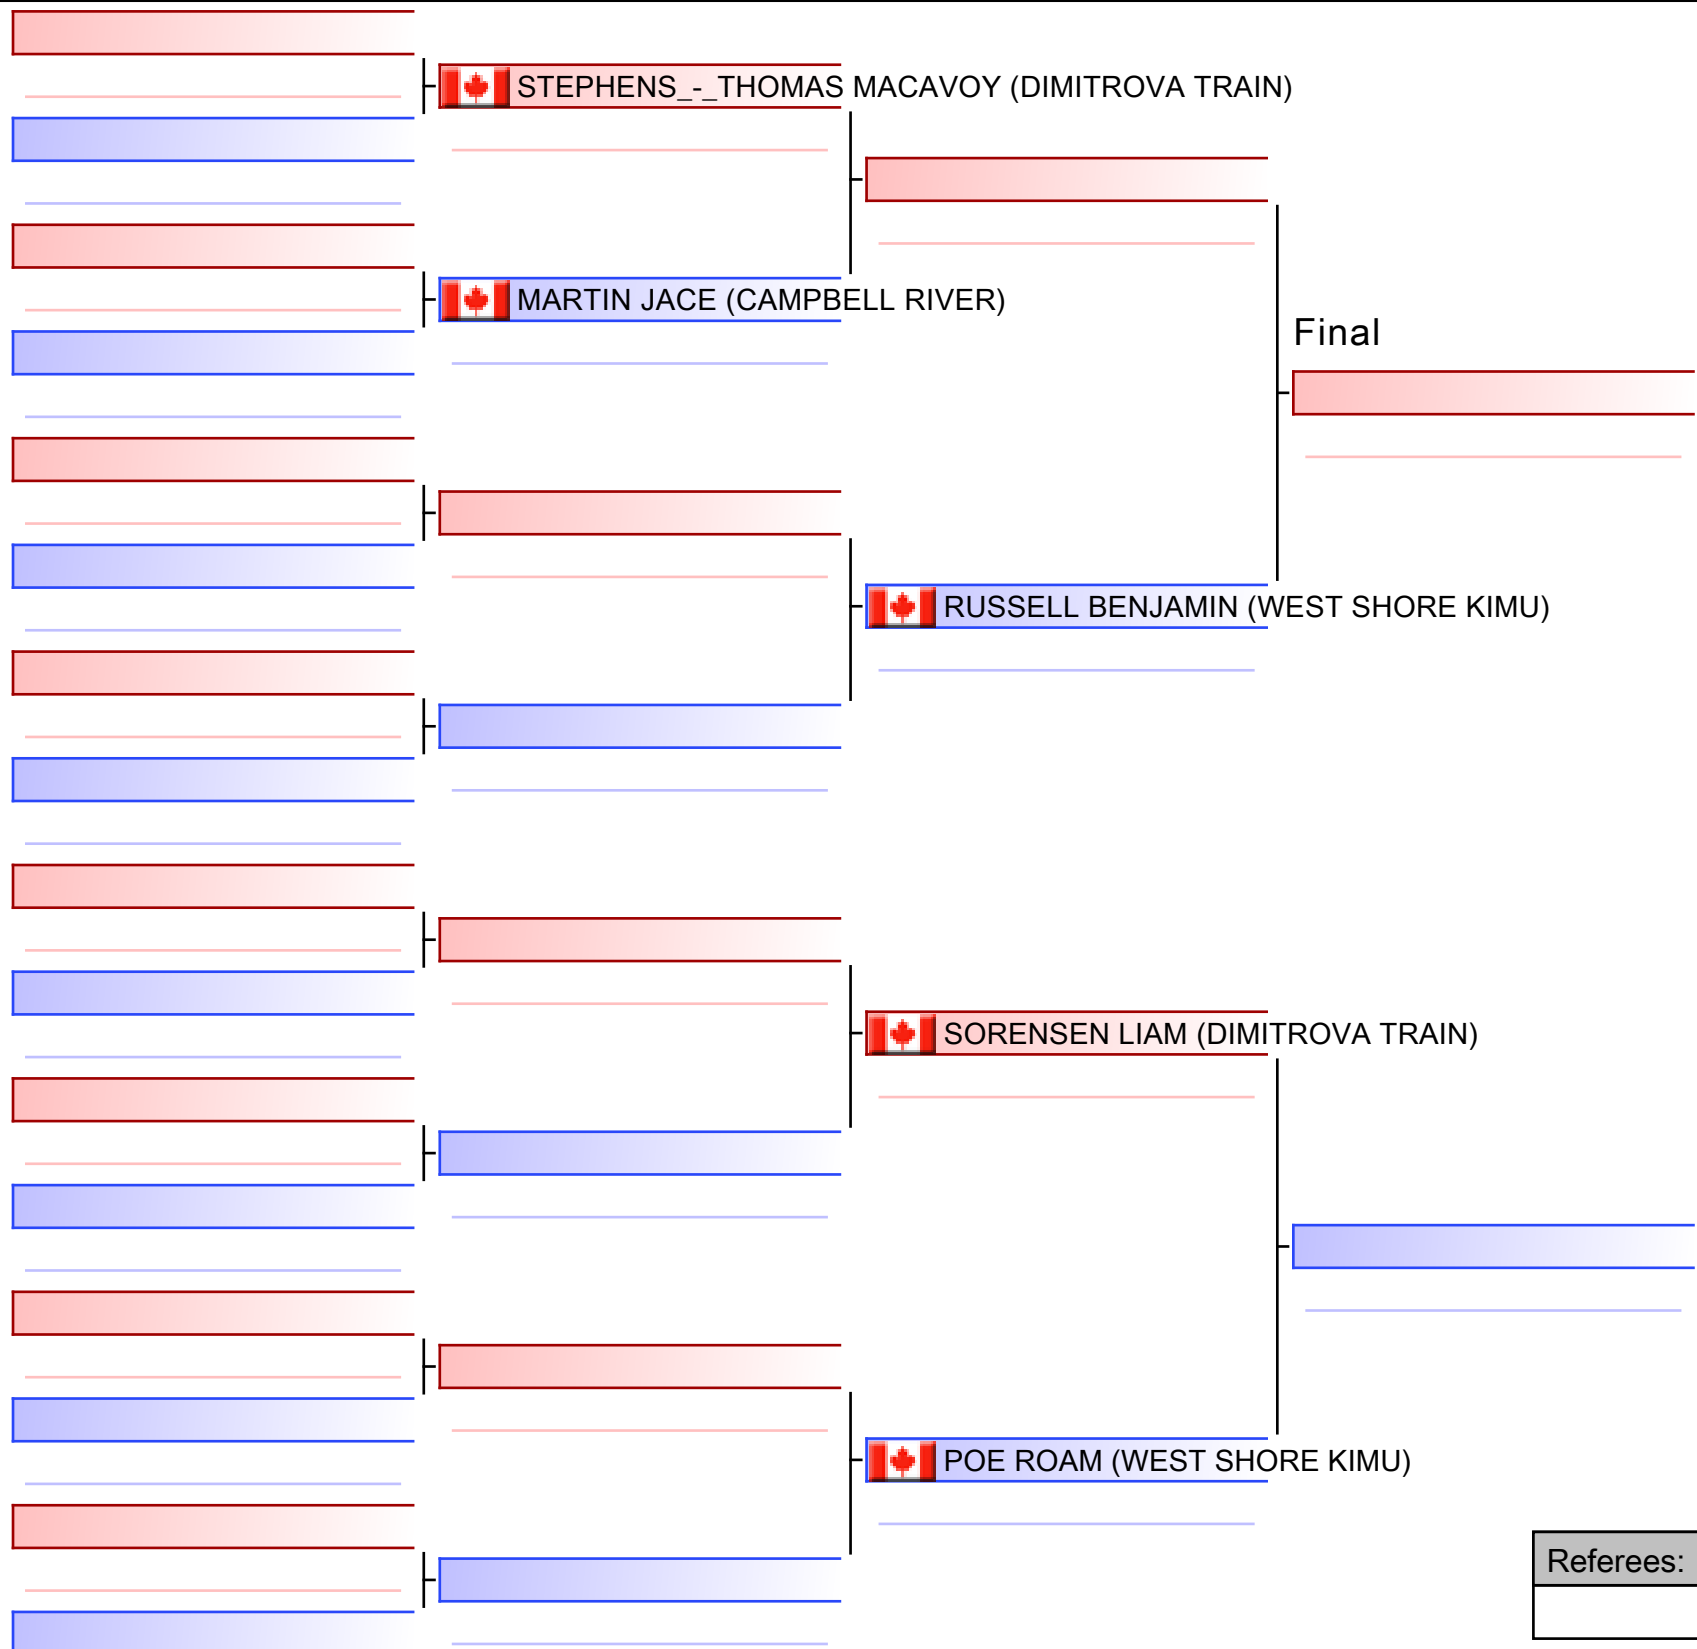 STEPHENS_-_THOMAS MACAVOY (DIMITROVA TRAIN)
MARTIN JACE (CAMPBELL RIVER)
Final
RUSSELL BENJAMIN (WEST SHORE KIMU)
SORENSEN LIAM (DIMITROVA TRAIN)
POE ROAM (WEST SHORE KIMU)
Referees: